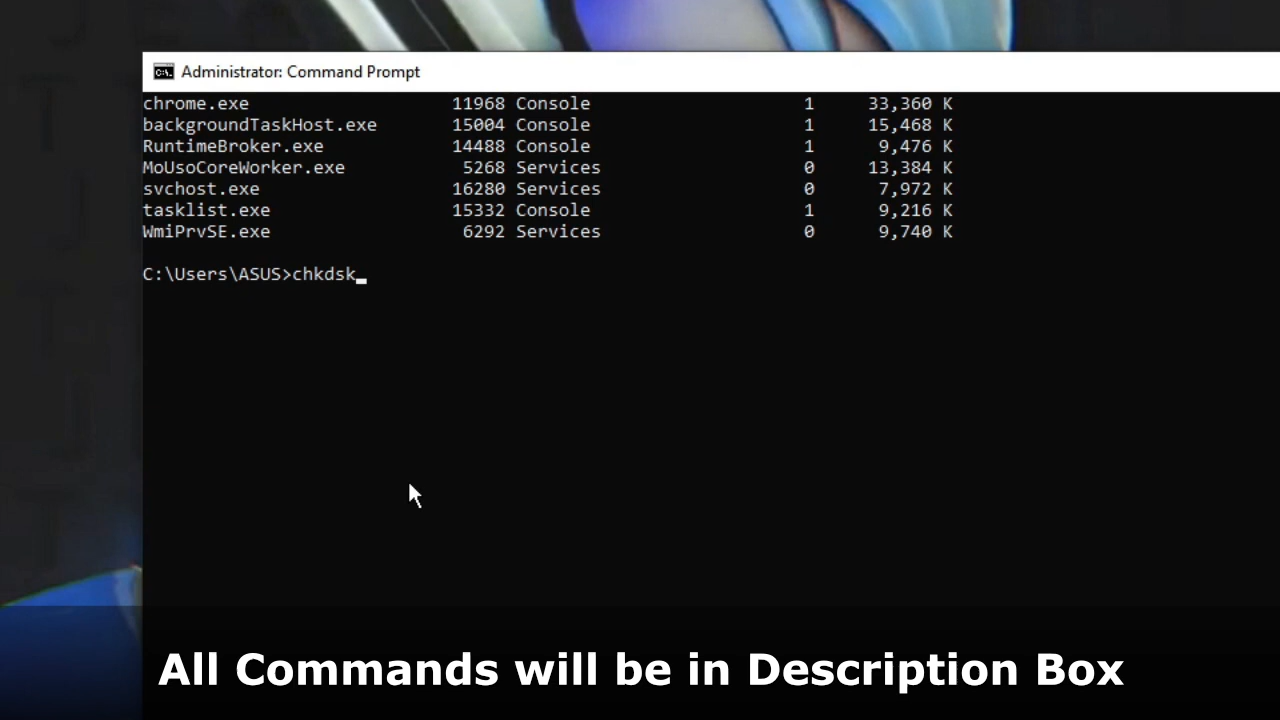 Administrator: Command Prompt
chrome.exe 11968 Console 1 33,360 K
backgroundTaskHost.exe 15004 Console 1 15,468 K
RuntimeBroker.exe 14488 Console 1 9,476 K
MoUsoCoreWorker.exe 5268 Services 0 13,384 K
svchost.exe 16280 Services 0 7,972 K
tasklist.exe 15332 Console 1 9,216 K
WmiPrvSE.exe 6292 Services 0 9,740 K
C:\Users\ASUS>chkdsk_
All Commands will be in Description Box